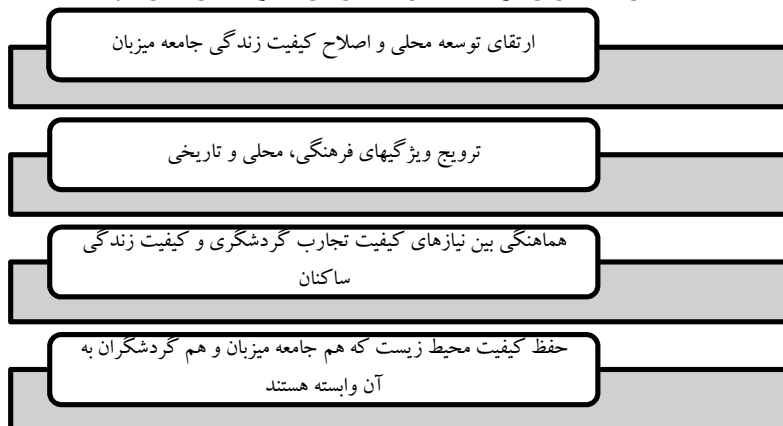 ارتقای توسعه محلی و اصلاح کیفیت زندگی جامعه میزبان
ترویج ویژگیهای فرهنگی، محلی و تاریخی
هماهنگی بین نیازهای کیفیت تجارب گردشگری و کیفیت زندگی
ساکنان
حفظ کیفیت محیط زیست که هم جامعه میزبان و هم گردشگران به
آن وابسته هستند